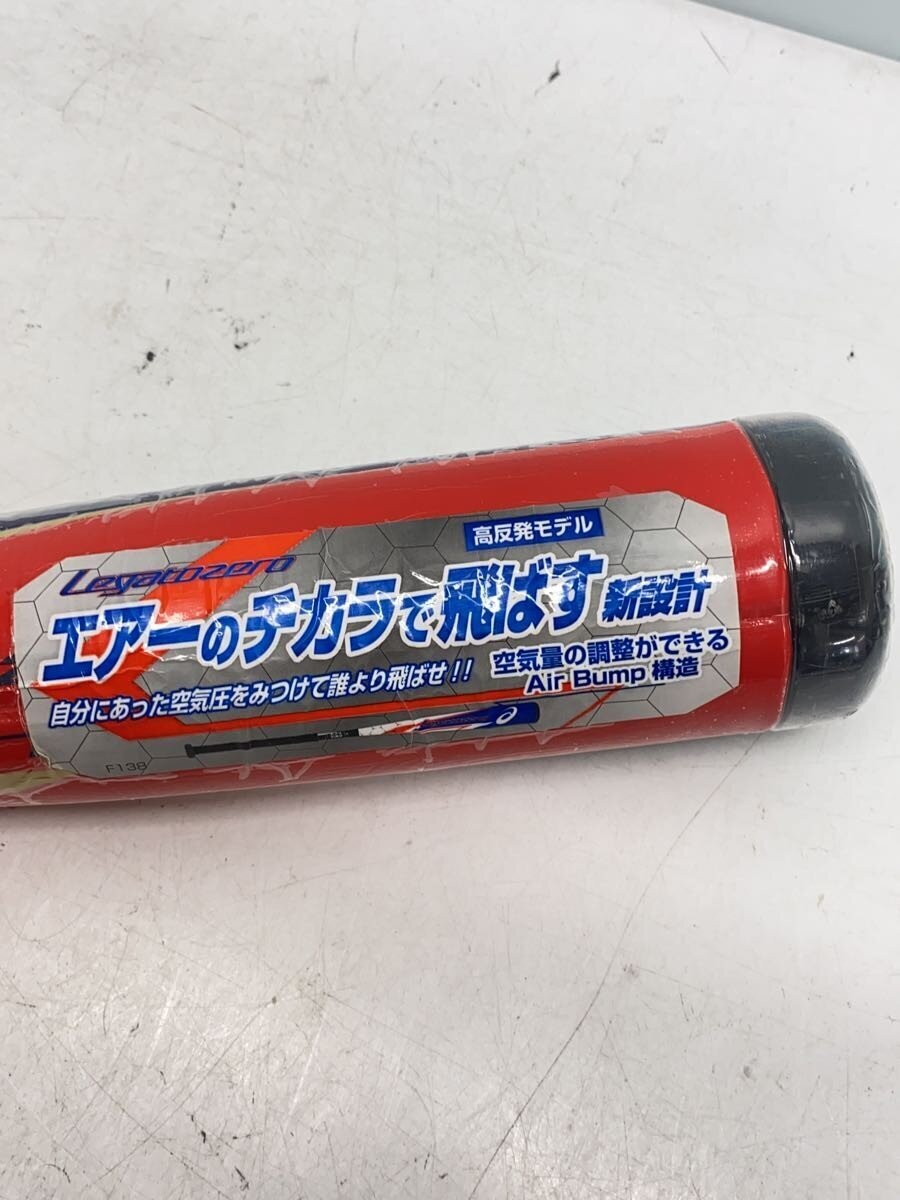 高反発モデル
Legatozero
エアーのチカラで飛ばす 新設計
自分にあった空気圧をみつけて誰より飛ばせ!!
空気量の調整ができる
Air Bump 構造
F138